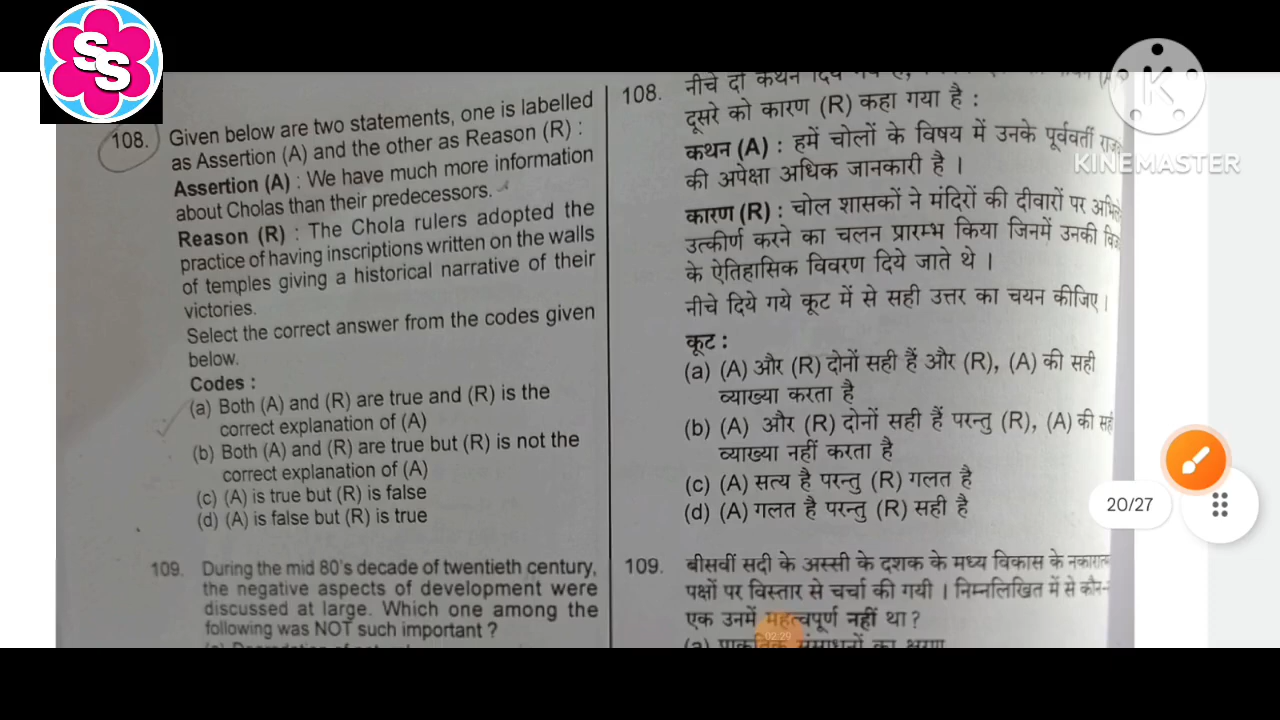 SS
KINEMASTER
108. Given below are two statements, one is labelled
as Assertion (A) and the other as Reason (R) :
Assertion (A) : We have much more information
about Cholas than their predecessors.
Reason (R) : The Chola rulers adopted the
practice of having inscriptions written on the walls
of temples giving a historical narrative of their
victories.
Select the correct answer from the codes given
below.
Codes :
(a) Both (A) and (R) are true and (R) is the
correct explanation of (A)
(b) Both (A) and (R) are true but (R) is not the
correct explanation of (A)
(c) (A) is true but (R) is false
(d) (A) is false but (R) is true
109. During the mid 80's decade of twentieth century,
the negative aspects of development were
discussed at large. Which one among the
following was NOT such important ?
108. नीचे दो कथन दिये गये
दूसरे को कारण (R) कहा गया है :
कथन (A) : हमें चोलों के विषय में उनके पूर्ववर्ती
की अपेक्षा अधिक जानकारी है ।
कारण (R) : चोल शासकों ने मंदिरों की दीवारों पर
उत्कीर्ण करने का चलन प्रारम्भ किया जिनमें उनकी
के ऐतिहासिक विवरण दिये जाते थे ।
नीचे दिये गये कूट में से सही उत्तर का चयन कीजिए ।
कूट :
(a) (A) और (R) दोनों सही हैं और (R), (A) की सही
व्याख्या करता है
(b) (A) और (R) दोनों सही हैं परन्तु (R), (A) की
व्याख्या नहीं करता है
(c) (A) सत्य है परन्तु (R) गलत है
(d) (A) गलत है परन्तु (R) सही है
109. बीसवीं सदी के अस्सी के दशक के मध्य विकास के
पक्षों पर विस्तार से चर्चा की गयी । निम्नलिखित में से
एक उनमें महत्वपूर्ण नहीं था ?
20/27
02:29